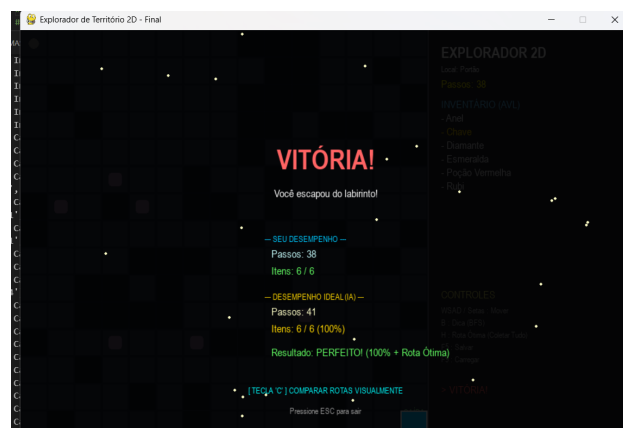 Explorador de Território 2D - Final
EXPLORADOR 2D
Local: Portão
Passos: 38
INVENTÁRIO (AVL)
- Anel
- Chave
- Diamante
- Esmeralda
- Poção Vermelha
- Rubi
VITÓRIA!
Você escapou do labirinto!
— SEU DESEMPENHO —
Passos: 38
Itens: 6 / 6
— DESEMPENHO IDEAL (IA) —
Passos: 41
Itens: 6 / 6 (100%)
Resultado: PERFEITO! (100% + Rota Ótima)
[ TECLA 'C' ] COMPARAR ROTAS VISUALMENTE
Pressione ESC para sair
CONTROLES
VITÓRIA!